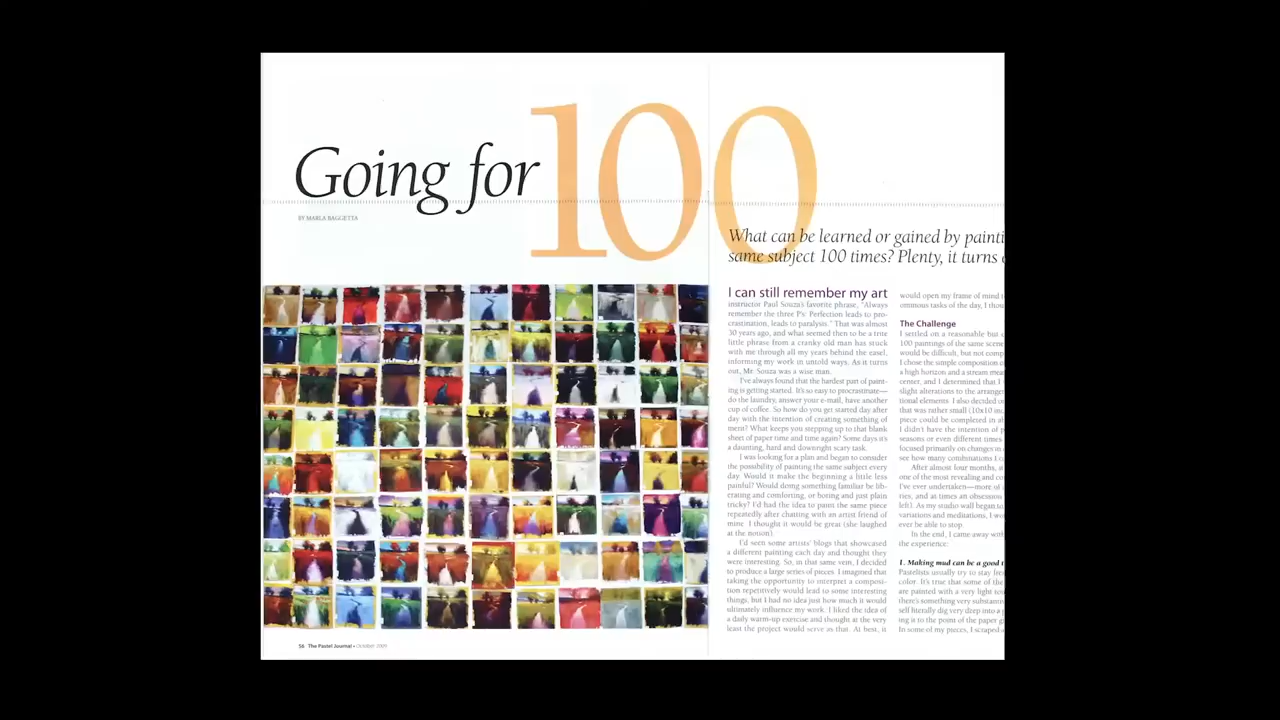 Going for 100
BY MARLA BAGGETTA
What can be learned or gained by painti
same subject 100 times? Plenty, it turns o
I can still remember my art
instructor Paul Souza's favorite phrase, "Always
remember the three P's: Perfection leads to pro-
crastination, leads to paralysis." That was almost
30 years ago, and what seemed then to be a trite
little phrase from a cranky old man has stuck
with me through all my years behind the easel,
informing my work in untold ways. As it turns
out, Mr. Souza was a wise man.
I've always found that the hardest part of paint-
ing is getting started. It's so easy to procrastinate—
do the laundry, answer your e-mail, have another
cup of coffee. So how do you get started day after
day with the intention of creating something of
merit? What keeps you stepping up to that blank
sheet of paper time and time again? Some days it's
a daunting, hard and downright scary task.
I was looking for a plan and began to consider
the possibility of painting the same subject every
day. Would it make the beginning a little less
painful? Would doing something familiar be lib-
erating and comforting, or boring and just plain
tricky? I'd had the idea to paint the same piece
repeatedly after chatting with an artist friend of
mine. I thought it would be great (she laughed
at the notion).
I'd seen some artists' blogs that showcased
a different painting each day and thought they
were interesting. So, in that same vein, I decided
to produce a large series of pieces. I imagined that
taking the opportunity to interpret a composi-
tion repetitively would lead to some interesting
things, but I had no idea just how much it would
ultimately influence my work. I liked the idea of
a daily warm-up exercise and thought at the very
least the project would serve as that. At best, it
would open my frame of mind t
ominous tasks of the day, I thou
The Challenge
I settled on a reasonable but a
100 paintings of the same scene
would be difficult, but not comp
I chose the simple composition o
a high horizon and a stream mea
center, and I determined that I
slight alterations to the arrange
tional elements. I also decided o
that was rather small (10x10 inc
piece could be completed in ab
I didn't have the intention of p
seasons or even different times
focused primarily on changes in
see how many combinations I c
After almost four months, it
one of the most revealing and co
I've ever undertaken—more of
ries, and at times an obsession
left). As my studio wall began to
variations and meditations, I wo
ever be able to stop.
In the end, I came away with
the experience:
1. Making mud can be a good t
Pastelists usually try to stay fre
color. It's true that some of the
are painted with a very light tou
there's something very substantiv
self literally dig very deep into a p
ing it to the point of the paper g
In some of my pieces, I scraped a
56 The Pastel Journal • October 2009